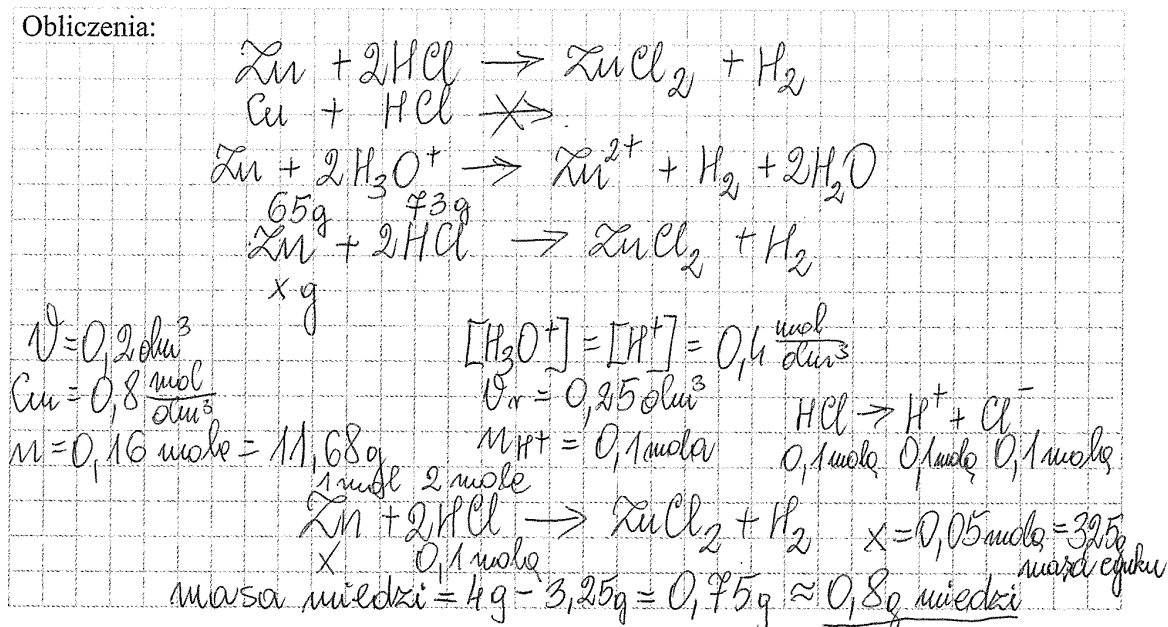 Obliczenia:
Zn + 2HCl → ZnCl₂ + H₂
Cu + HCl ↛
Zn + 2H₃O⁺ → Zn²⁺ + H₂ + 2H₂O
65g 73g
Zn + 2HCl → ZnCl₂ + H₂
x g
V = 0,2 dm³ [H₃O⁺] = [H⁺] = 0,4 mol/dm³
Cm = 0,8 mol/dm³ Vr = 0,25 dm³ HCl → H⁺ + Cl⁻
n = 0,16 mola = 11,68g nH⁺ = 0,1 mola 0,1 mola 0,1 mola 0,1 mola
1 mol 2 mole
Zn + 2HCl → ZnCl₂ + H₂ x = 0,05 mola = 325g
x 0,1 mola masa cynku
masa miedzi = 4g - 3,25g = 0,75g ≈ 0,8g miedzi